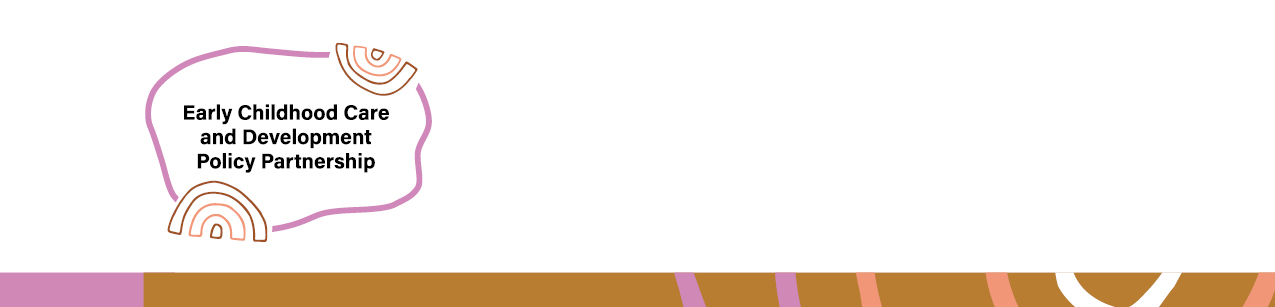 Early Childhood Care
and Development
Policy Partnership